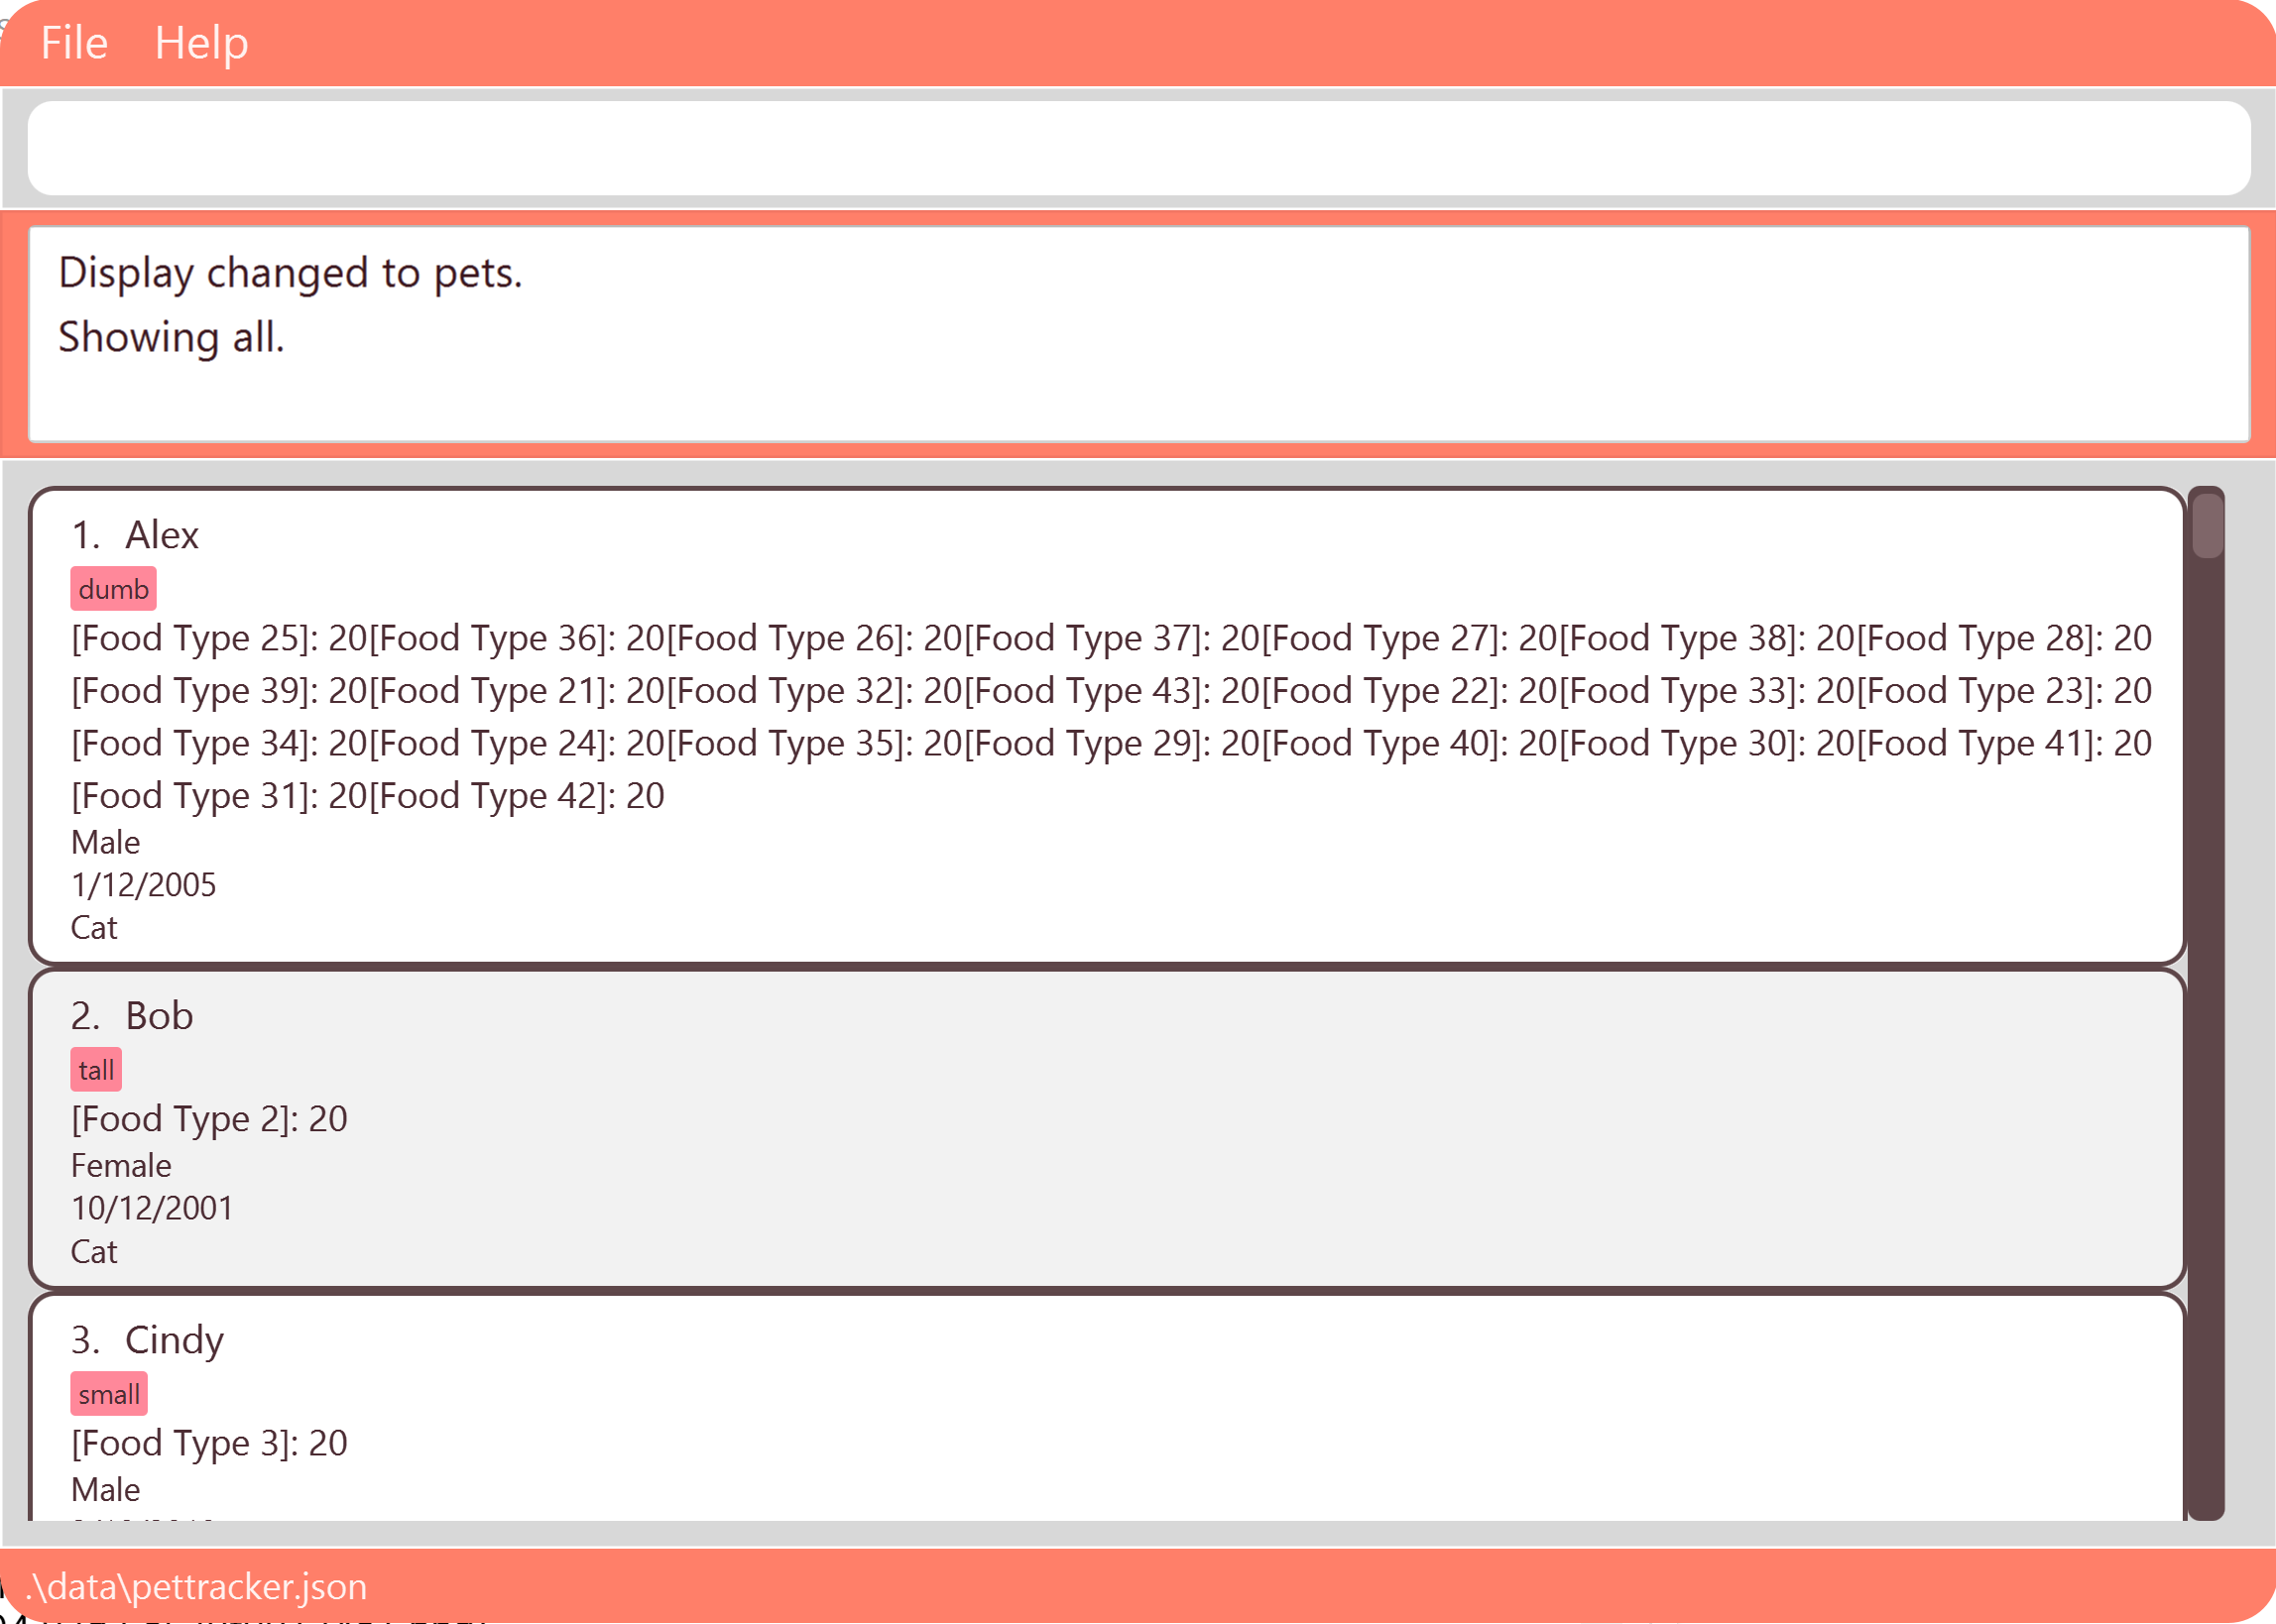 File Help
Display changed to pets.
Showing all.
1. Alex
dumb
[Food Type 25]: 20[Food Type 36]: 20[Food Type 26]: 20[Food Type 37]: 20[Food Type 27]: 20[Food Type 38]: 20[Food Type 28]: 20
[Food Type 39]: 20[Food Type 21]: 20[Food Type 32]: 20[Food Type 43]: 20[Food Type 22]: 20[Food Type 33]: 20[Food Type 23]: 20
[Food Type 34]: 20[Food Type 24]: 20[Food Type 35]: 20[Food Type 29]: 20[Food Type 40]: 20[Food Type 30]: 20[Food Type 41]: 20
[Food Type 31]: 20[Food Type 42]: 20
Male
1/12/2005
Cat
2. Bob
tall
[Food Type 2]: 20
Female
10/12/2001
Cat
3. Cindy
small
[Food Type 3]: 20
Male
.\data\pettracker.json